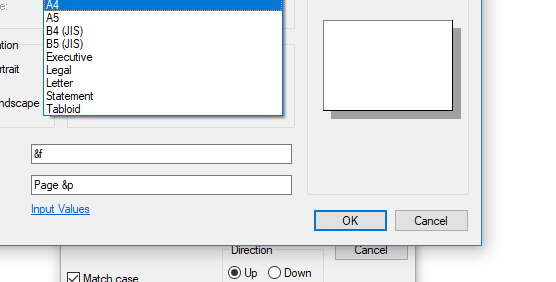 ze:
A4
A5
B4 (JIS)
B5 (JIS)
Executive
Legal
Letter
Statement
Tabloid
ation
rtrait
ndscape
&f
Page &p
Input Values
OK
Cancel
Direction
Cancel
Match case
Up
Down